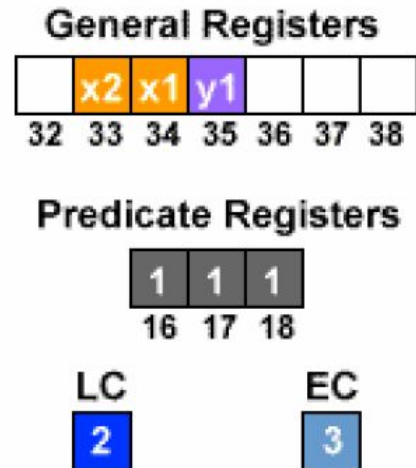 General Registers
x2 x1 y1
32 33 34 35 36 37 38
Predicate Registers
1 1 1
16 17 18
LC EC
2 3